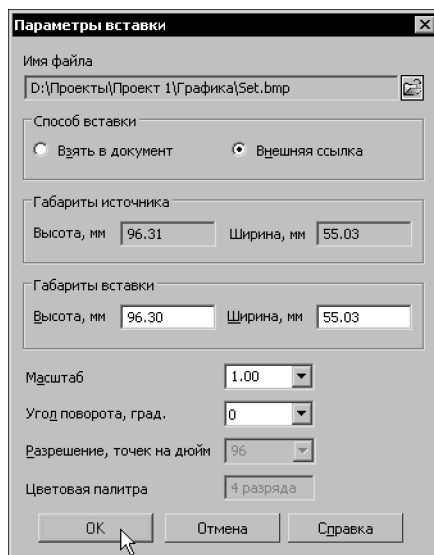 Параметры вставки
Имя файла
D:\Проекты\Проект 1\Графика\Set.bmp
Способ вставки
Взять в документ Внешняя ссылка
Габариты источника
Высота, мм 96.31 Ширина, мм 55.03
Габариты вставки
Высота, мм 96.30 Ширина, мм 55.03
Масштаб 1.00
Угол поворота, град. 0
Разрешение, точек на дюйм 96
Цветовая палитра 4 разряда
OK Отмена Справка